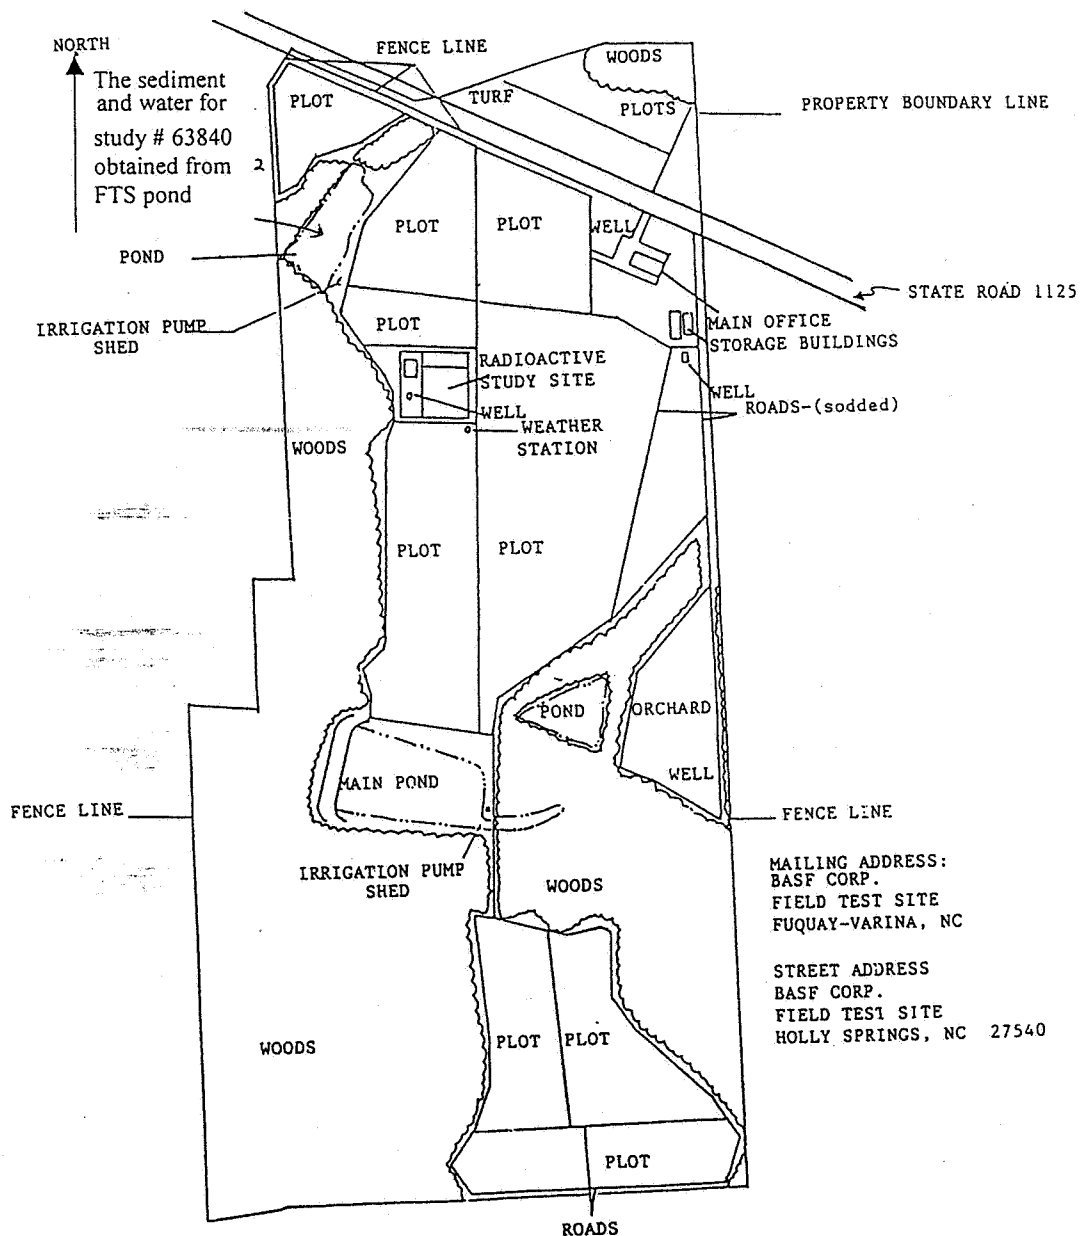 NORTH
FENCE LINE
WOODS
The sediment
and water for
study # 63840
obtained from 2
FTS pond
PLOT
TURF
PLOTS
PROPERTY BOUNDARY LINE
PLOT
PLOT
WELL
POND
STATE ROAD 1125
IRRIGATION PUMP
SHED
PLOT
MAIN OFFICE
STORAGE BUILDINGS
RADIOACTIVE
STUDY SITE
WELL
WELL
ROADS-(sodded)
WEATHER
STATION
WOODS
PLOT
PLOT
POND
ORCHARD
WELL
MAIN POND
FENCE LINE
FENCE LINE
IRRIGATION PUMP
SHED
WOODS
MAILING ADDRESS:
BASF CORP.
FIELD TEST SITE
FUQUAY-VARINA, NC
STREET ADDRESS
BASF CORP.
FIELD TEST SITE
HOLLY SPRINGS, NC 27540
WOODS
PLOT
PLOT
PLOT
ROADS